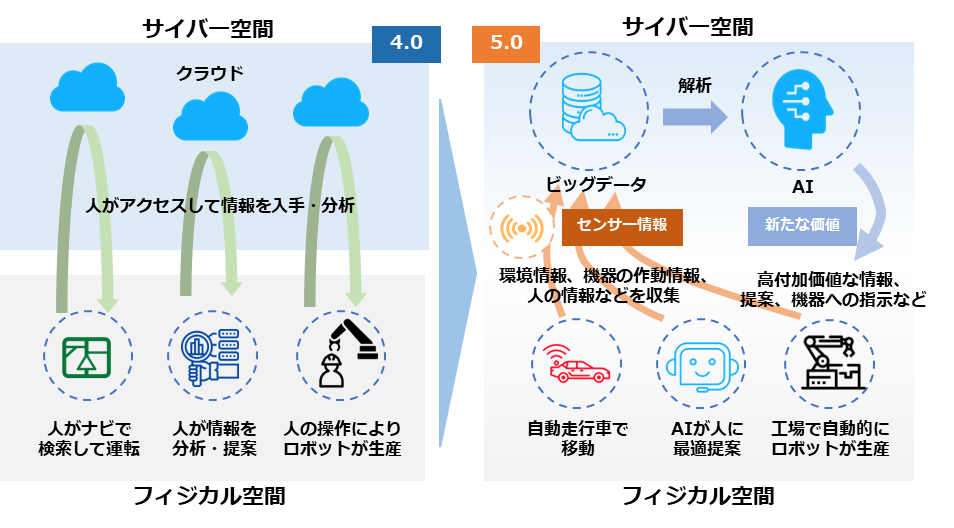 サイバー空間
4.0
クラウド
人がアクセスして情報を入手・分析
人がナビで
検索して運転
人が情報を
分析・提案
人の操作により
ロボットが生産
フィジカル空間
5.0
サイバー空間
解析
ビッグデータ
AI
センサー情報
新たな価値
環境情報、機器の作動情報、
人の情報などを収集
高付加価値な情報、
提案、機器への指示など
自動走行車で
移動
AIが人に
最適提案
工場で自動的に
ロボットが生産
フィジカル空間